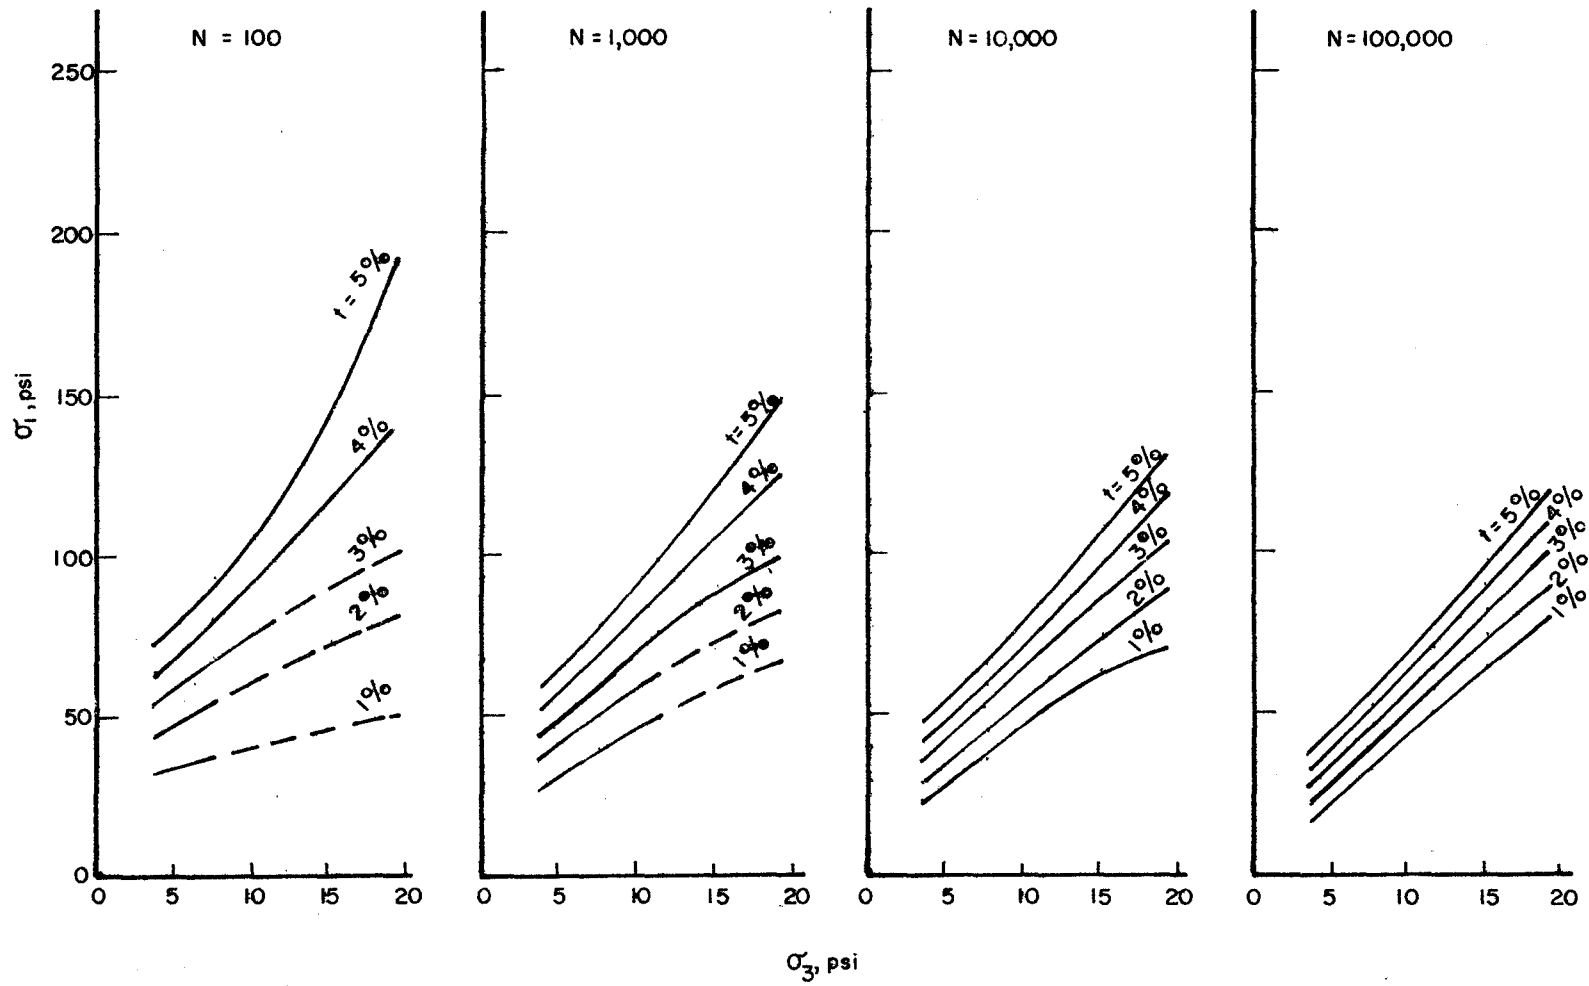 N = 100
N = 1,000
N = 10,000
N = 100,000
250
200
150
100
50
0
σ1, psi
t = 5%
4%
3%
2%
1%
t = 5%
4%
3%
2%
1%
t = 5%
4%
3%
2%
1%
t = 5%
4%
3%
2%
1%
0 5 10 15 20
0 5 10 15 20
0 5 10 15 20
0 5 10 15 20
σ3, psi